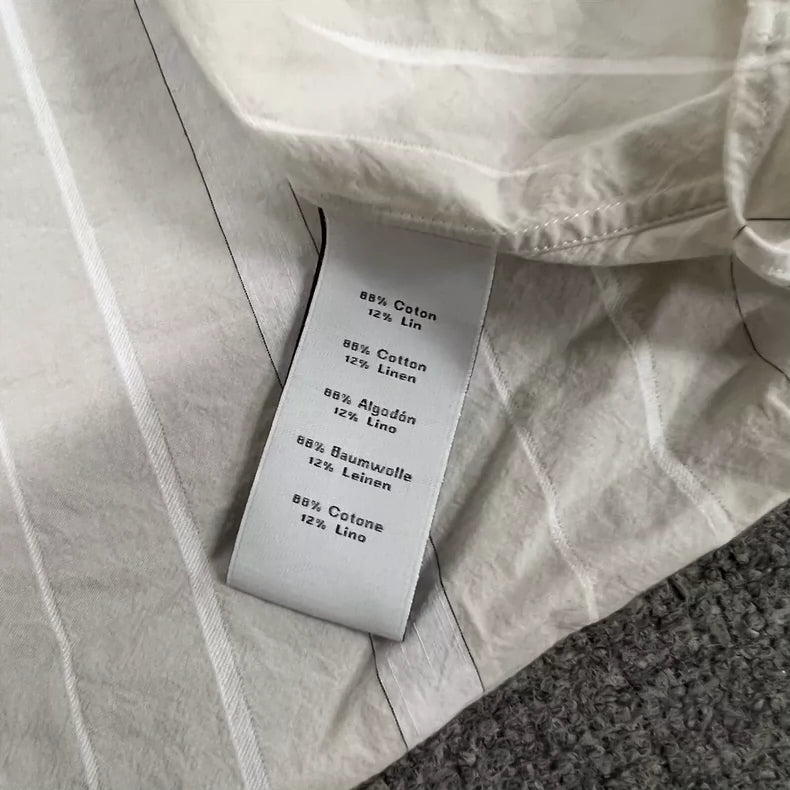 88% Coton
12% Lin
88% Cotton
12% Linen
88% Algodón
12% Lino
88% Baumwolle
12% Leinen
88% Cotone
12% Lino